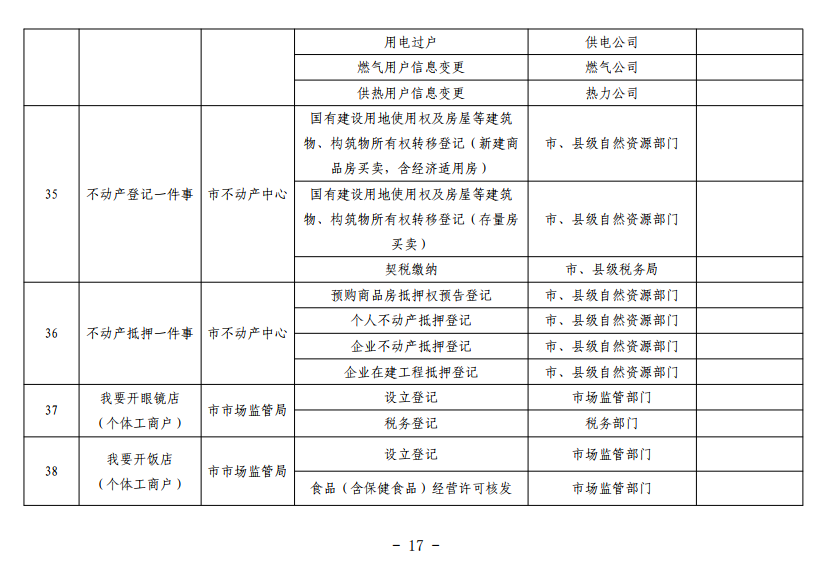 用电过户
供电公司
燃气用户信息变更
燃气公司
供热用户信息变更
热力公司
35
不动产登记一件事
市不动产中心
国有建设用地使用权及房屋等建筑
物、构筑物所有权转移登记（新建商
品房买卖，含经济适用房）
市、县级自然资源部门
国有建设用地使用权及房屋等建筑
物、构筑物所有权转移登记（存量房
买卖）
市、县级自然资源部门
契税缴纳
市、县级税务局
36
不动产抵押一件事
市不动产中心
预购商品房抵押权预告登记
市、县级自然资源部门
个人不动产抵押登记
市、县级自然资源部门
企业不动产抵押登记
市、县级自然资源部门
企业在建工程抵押登记
市、县级自然资源部门
37
我要开眼镜店
（个体工商户）
市市场监管局
设立登记
市场监管部门
税务登记
税务部门
38
我要开饭店
（个体工商户）
市市场监管局
设立登记
市场监管部门
食品（含保健食品）经营许可核发
市场监管部门
- 17 -